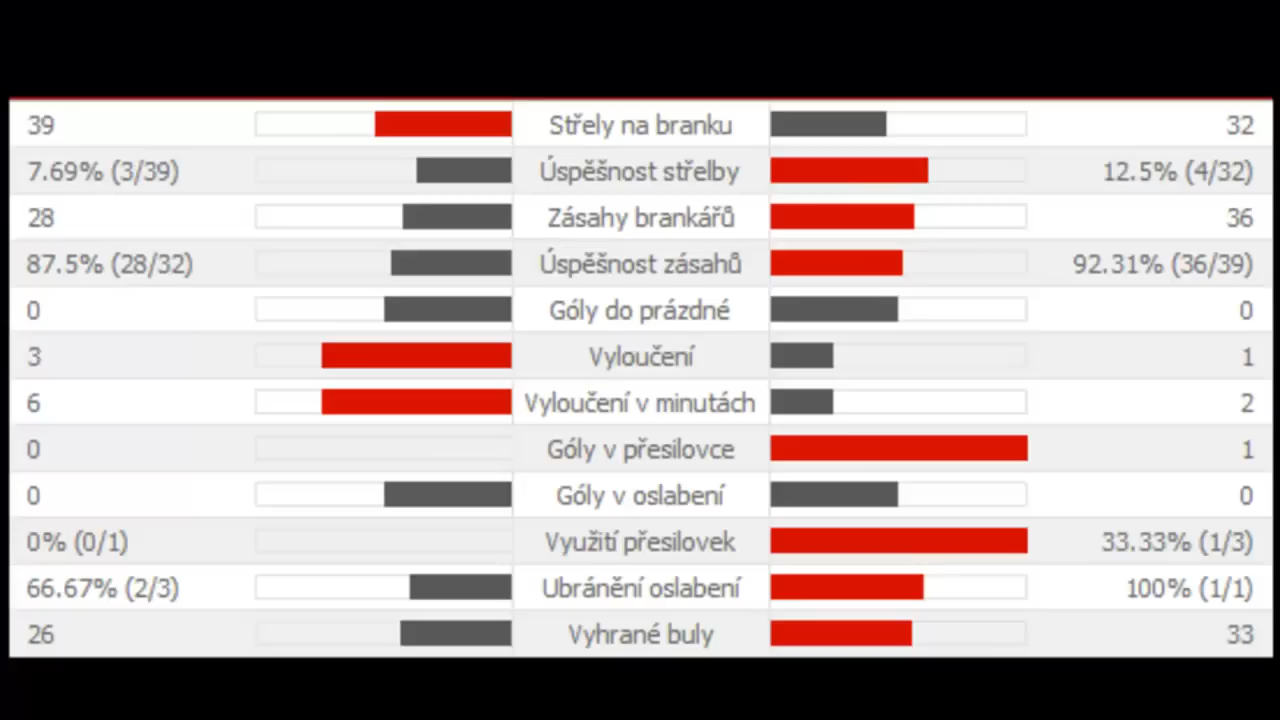 39 Střely na branku 32
7.69% (3/39) Úspěšnost střelby 12.5% (4/32)
28 Zásahy brankářů 36
87.5% (28/32) Úspěšnost zásahů 92.31% (36/39)
0 Góly do prázdné 0
3 Vyloučení 1
6 Vyloučení v minutách 2
0 Góly v přesilovce 1
0 Góly v oslabení 0
0% (0/1) Využití přesilovek 33.33% (1/3)
66.67% (2/3) Ubránění oslabení 100% (1/1)
26 Vyhrané buly 33